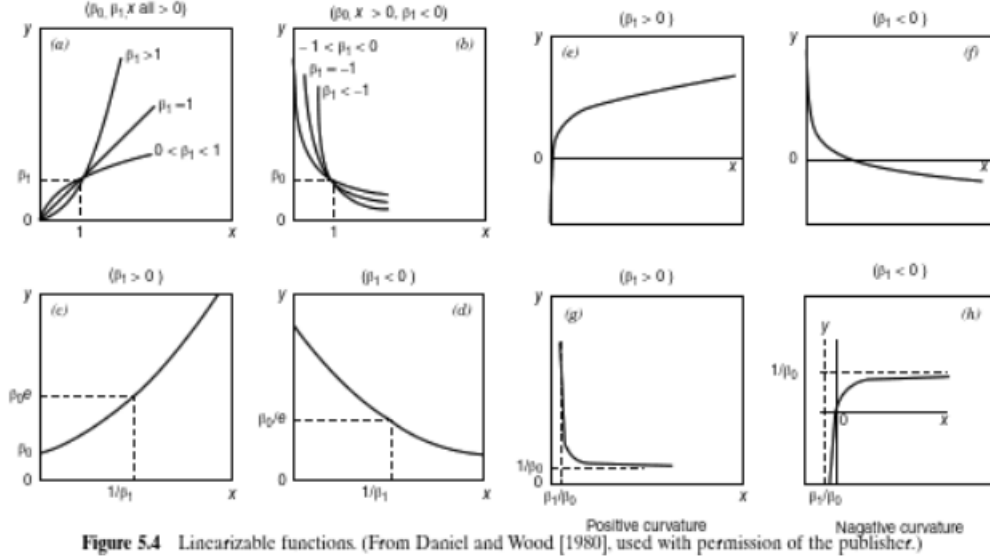 (β₀, β₁,x all > 0)
y
(a)
β₁ >1
β₁ =1
0 < β₁ < 1
β₁
0
1
x
(β₀, x > 0, β₁ < 0)
y
(b)
- 1 < β₁ < 0
β₁ = -1
β₁ < -1
β₀
0
1
x
(β₁ > 0 )
y
(e)
0
x
(β₁ < 0 )
y
(f)
0
x
(β₁ > 0 )
y
(c)
β₀e
β₀
0
1/β₁
x
(β₁ < 0 )
y
(d)
β₀/e
0
1/β₁
x
(β₁ > 0 )
y
(g)
1/β₀
0
β₁/β₀
x
Positive curvature
(β₁ < 0 )
(h)
y
1/β₀
0
x
β₁/β₀
Nagative curvature
Figure 5.4 Linearizable functions. (From Daniel and Wood [1980], used with permission of the publisher.)